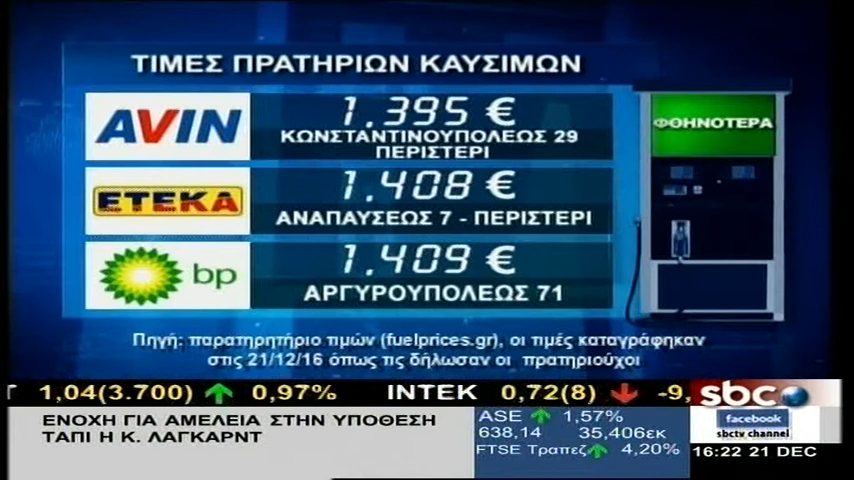 ΤΙΜΕΣ ΠΡΑΤΗΡΙΩΝ ΚΑΥΣΙΜΩΝ
AVIN
1.395 €
ΚΩΝΣΤΑΝΤΙΝΟΥΠΟΛΕΩΣ 29
ΠΕΡΙΣΤΕΡΙ
ΦΘΗΝΟΤΕΡΑ
ΕΤΕΚΑ
1.408 €
ΑΝΑΠΑΥΣΕΩΣ 7 - ΠΕΡΙΣΤΕΡΙ
bp
1.409 €
ΑΡΓΥΡΟΥΠΟΛΕΩΣ 71
Πηγή: παρατηρητήριο τιμών (fuelprices.gr), οι τιμές καταγράφηκαν
στις 21/12/16 όπως τις δήλωσαν οι πρατηριούχοι
1,04(3.700) 0,97% ΙΝΤΕΚ 0,72(8) -9,
sbc
ΕΝΟΧΗ ΓΙΑ ΑΜΕΛΕΙΑ ΣΤΗΝ ΥΠΟΘΕΣΗ
ΤΑΠΙ Η Κ. ΛΑΓΚΑΡΝΤ
ASE 1,57%
638,14 35,406εκ
FTSE Τραπεζ 4,20%
facebook
sbctv channel
16:22 21 DEC